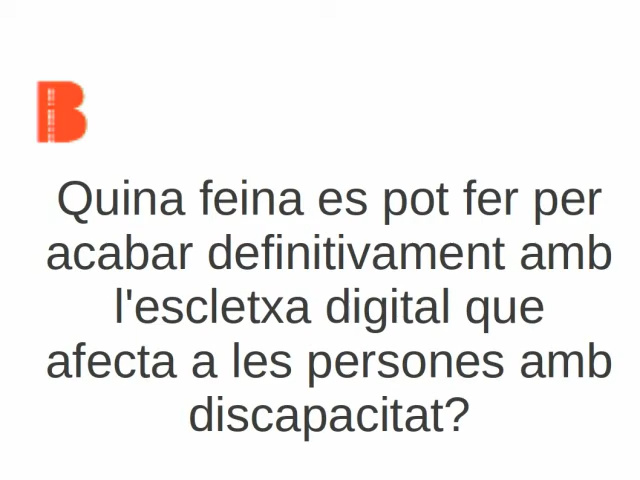 B
Quina feina es pot fer per
acabar definitivament amb
l'escletxa digital que
afecta a les persones amb
discapacitat?